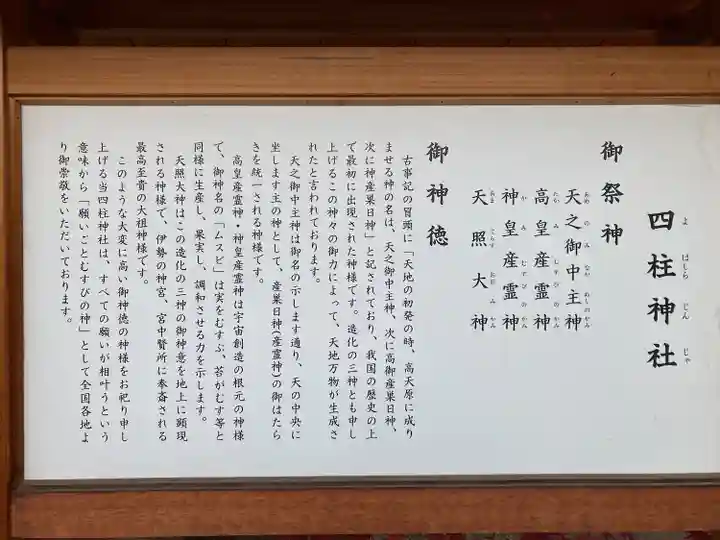 四柱神社
よはしらじんじゃ
御祭神
天之御中主神
高皇産霊神
神皇産霊神
天照大神
御神徳
古事記の冒頭に「天地の初発の時、高天原に成り
ませる神の名は、天之御中主神、次に高御産巣日神、
次に神産巣日神」と記されており、我国の歴史の上
で最初に出現された神様です。造化の三神とも申し
上げるこの神々の御力によって、天地万物が生成さ
れたと言われております。
天之御中主神は御名の示します通り、天の中央に
坐します主の神として、産巣日神(産霊神)の御はたら
きを統一される神様です。
高皇産霊神・神皇産霊神は宇宙創造の根元の神様
で、御神名の「ムスビ」は実をむすぶ、苔がむす等と
同様に生産し、果実し、調和させる力を示します。
天照大神はこの造化の三神の御神意を地上に顕現
される神様で、伊勢の神宮、宮中賢所に奉斎される
最高至貴の大祖神様です。
このような大変に高い御神徳の神様をお祀り申し
上げる当四柱神社は、すべての願いが相叶うという
意味から「願いごとむすびの神」として全国各地よ
り御崇敬をいただいております。